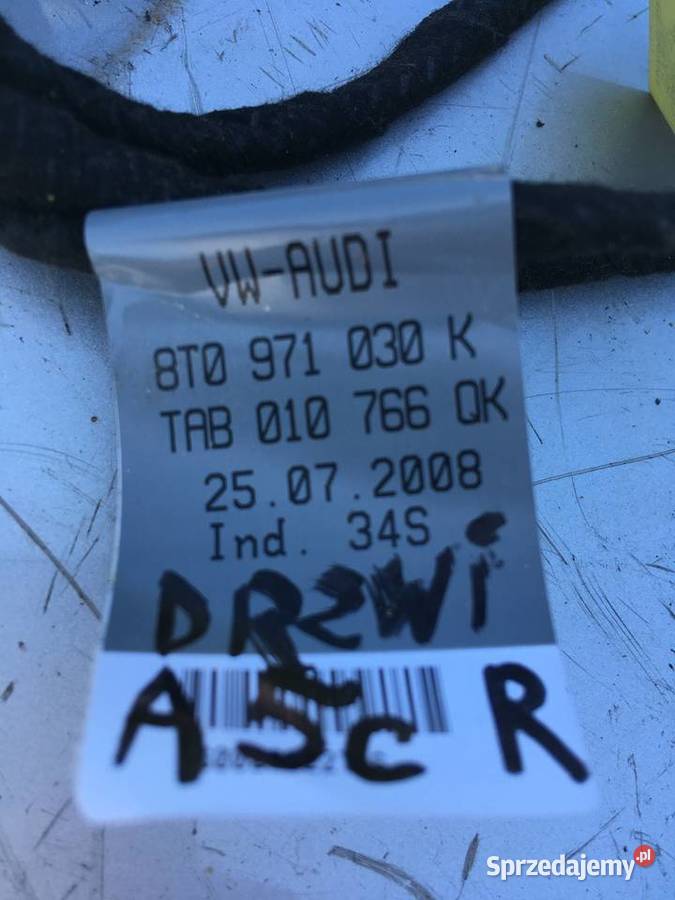 VW-AUDI
8T0 971 030 K
TAB 010 766 QK
25.07.2008
Ind. 34S
DRZWi
A5c R
Sprzedajemy.pl